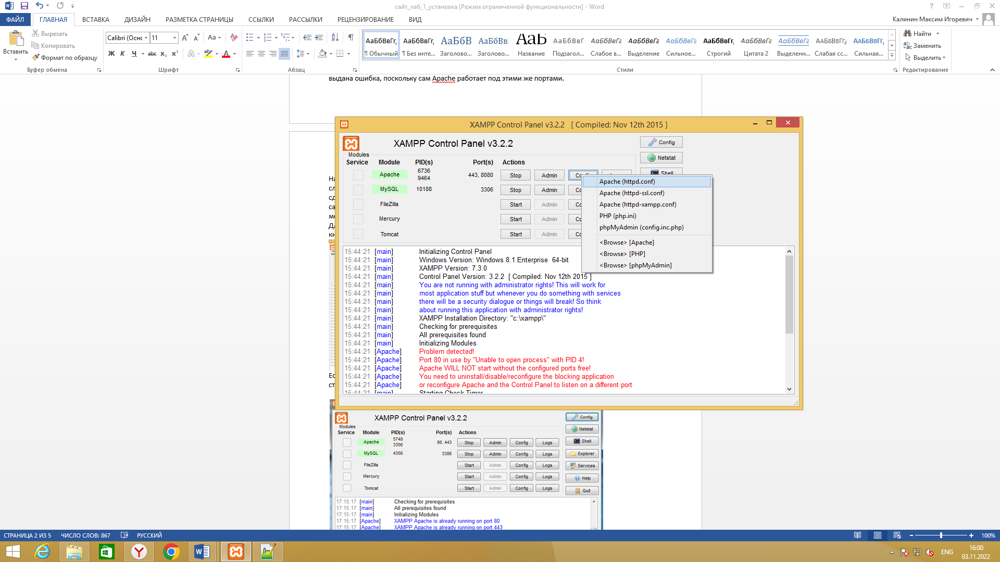 сайт_лаб_1_установка [Режим ограниченной функциональности] - Word
ФАЙЛ ГЛАВНАЯ ВСТАВКА ДИЗАЙН РАЗМЕТКА СТРАНИЦЫ ССЫЛКИ РАССЫЛКИ РЕЦЕНЗИРОВАНИЕ ВИД
Калинин Максим Игоревич
Вставить
Вырезать
Копировать
Формат по образцу
Буфер обмена
Calibri (Оснс 11
Ж К Ч abc x₂ x²
Шрифт
Абзац
АаБбВвГг, АаБбВвГг, АаБбВ АаБбВв: АаБ АаБбВвГ АаБбВвГг АаБбВвГг АаБбВвГг АаБбВвГг, АаБбВвГг АаБбВвГг ААББВВГГ, ААББВВГГ,
¶ Обычный ¶ Без инте... Заголово... Заголово... Название Подзагол... Слабое в... Выделение Сильное... Строгий Цитата 2 Выделенн... Слабая сс... Сильная...
Стили
Найти
Заменить
Выделить
Редактирование
выдана ошибка, поскольку сам Apache работает под этими же портами.
XAMPP Control Panel v3.2.2 [ Compiled: Nov 12th 2015 ]
XAMPP Control Panel v3.2.2
Config
Netstat
Shell
Modules
Service Module PID(s) Port(s) Actions
Apache 6736 9464 443, 8080 Stop Admin
MySQL 10188 3306 Stop Admin
FileZilla Start Admin
Mercury Start Admin
Tomcat Start Admin
Apache (httpd.conf)
Apache (httpd-ssl.conf)
Apache (httpd-xampp.conf)
PHP (php.ini)
phpMyAdmin (config.inc.php)
<Browse> [Apache]
<Browse> [PHP]
<Browse> [phpMyAdmin]
15:44:21 [main] Initializing Control Panel
15:44:21 [main] Windows Version: Windows 8.1 Enterprise 64-bit
15:44:21 [main] XAMPP Version: 7.3.0
15:44:21 [main] Control Panel Version: 3.2.2 [ Compiled: Nov 12th 2015 ]
15:44:21 [main] You are not running with administrator rights! This will work for
15:44:21 [main] most application stuff but whenever you do something with services
15:44:21 [main] there will be a security dialogue or things will break! So think
15:44:21 [main] about running this application with administrator rights!
15:44:21 [main] XAMPP Installation Directory: "c:\xampp\"
15:44:21 [main] Checking for prerequisites
15:44:21 [main] All prerequisites found
15:44:21 [main] Initializing Modules
15:44:21 [Apache] Problem detected!
15:44:21 [Apache] Port 80 in use by "Unable to open process" with PID 4!
15:44:21 [Apache] Apache WILL NOT start without the configured ports free!
15:44:21 [Apache] You need to uninstall/disable/reconfigure the blocking application
15:44:21 [Apache] or reconfigure Apache and the Control Panel to listen on a different port
15:44:21 [main] Starting Check Timer
XAMPP Control Panel v3.2.2
Config
Netstat
Shell
Explorer
Services
Help
Quit
Modules
Service Module PID(s) Port(s) Actions
Apache 5748 3356 80, 443 Stop Admin Config Logs
MySQL 4356 3306 Stop Admin Config Logs
FileZilla Start Admin Config Logs
Mercury Start Admin Config Logs
Tomcat Start Admin Config Logs
17:15:17 [main] Checking for prerequisites
17:15:17 [main] All prerequisites found
17:15:17 [main] Initializing Modules
17:15:17 [Apache] XAMPP Apache is already running on port 80
17:15:17 [Apache] XAMPP Apache is already running on port 443
СТРАНИЦА 2 ИЗ 5 ЧИСЛО СЛОВ: 867 РУССКИЙ
100%
ENG
16:00
03.11.2022